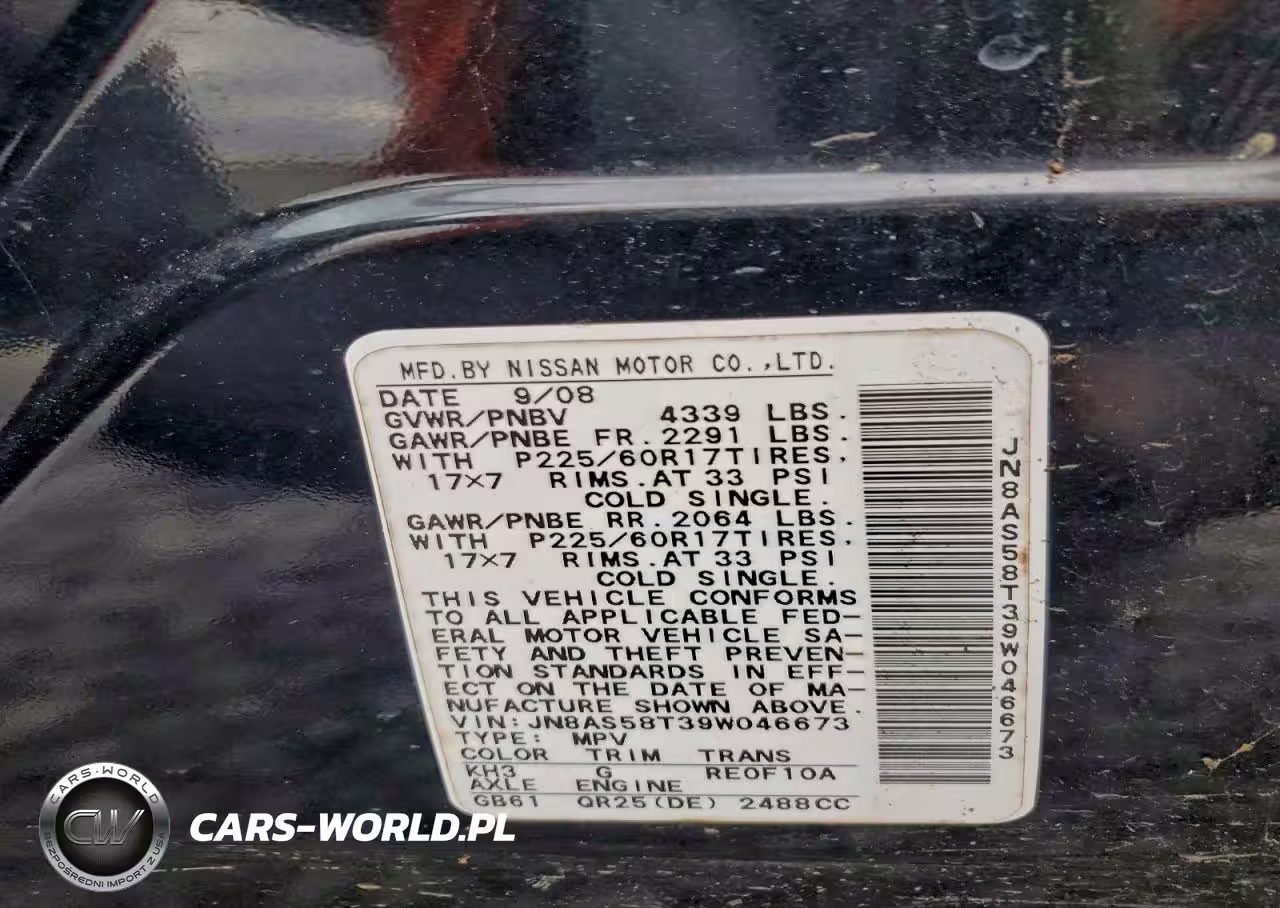 MFD.BY NISSAN MOTOR CO.,LTD.
DATE 9/08
GVWR/PNBV 4339 LBS.
GAWR/PNBE FR. 2291 LBS.
WITH P225/60R17TIRES.
17×7 RIMS.AT 33 PSI
COLD SINGLE.
GAWR/PNBE RR. 2064 LBS.
WITH P225/60R17TIRES.
17×7 RIMS.AT 33 PSI
COLD SINGLE.
THIS VEHICLE CONFORMS
TO ALL APPLICABLE FED-
ERAL MOTOR VEHICLE SA-
FETY AND THEFT PREVEN-
TION STANDARDS IN EFF-
ECT ON THE DATE OF MA-
NUFACTURE SHOWN ABOVE.
VIN:JN8AS58T39W046673
TYPE: MPV
COLOR TRIM TRANS
KH3 G RE0F10A
AXLE ENGINE
GB61 QR25(DE) 2488CC
JN8AS58T39W046673
CARS-WORLD
CW
BEZPOŚREDNI IMPORT Z USA
CARS-WORLD.PL